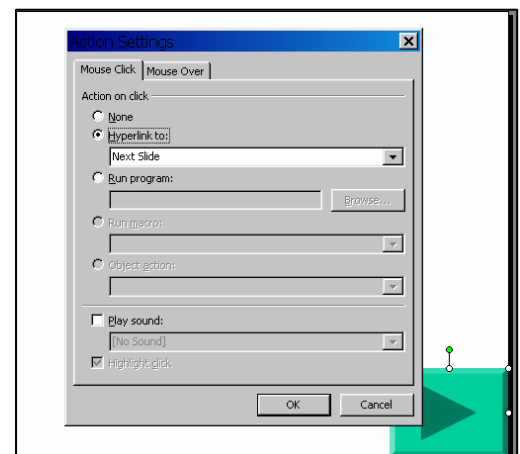 Action Settings
Mouse Click Mouse Over
Action on click
None
Hyperlink to:
Next Slide
Run program:
Browse...
Run macro:
Object action:
Play sound:
[No Sound]
Highlight click
OK Cancel